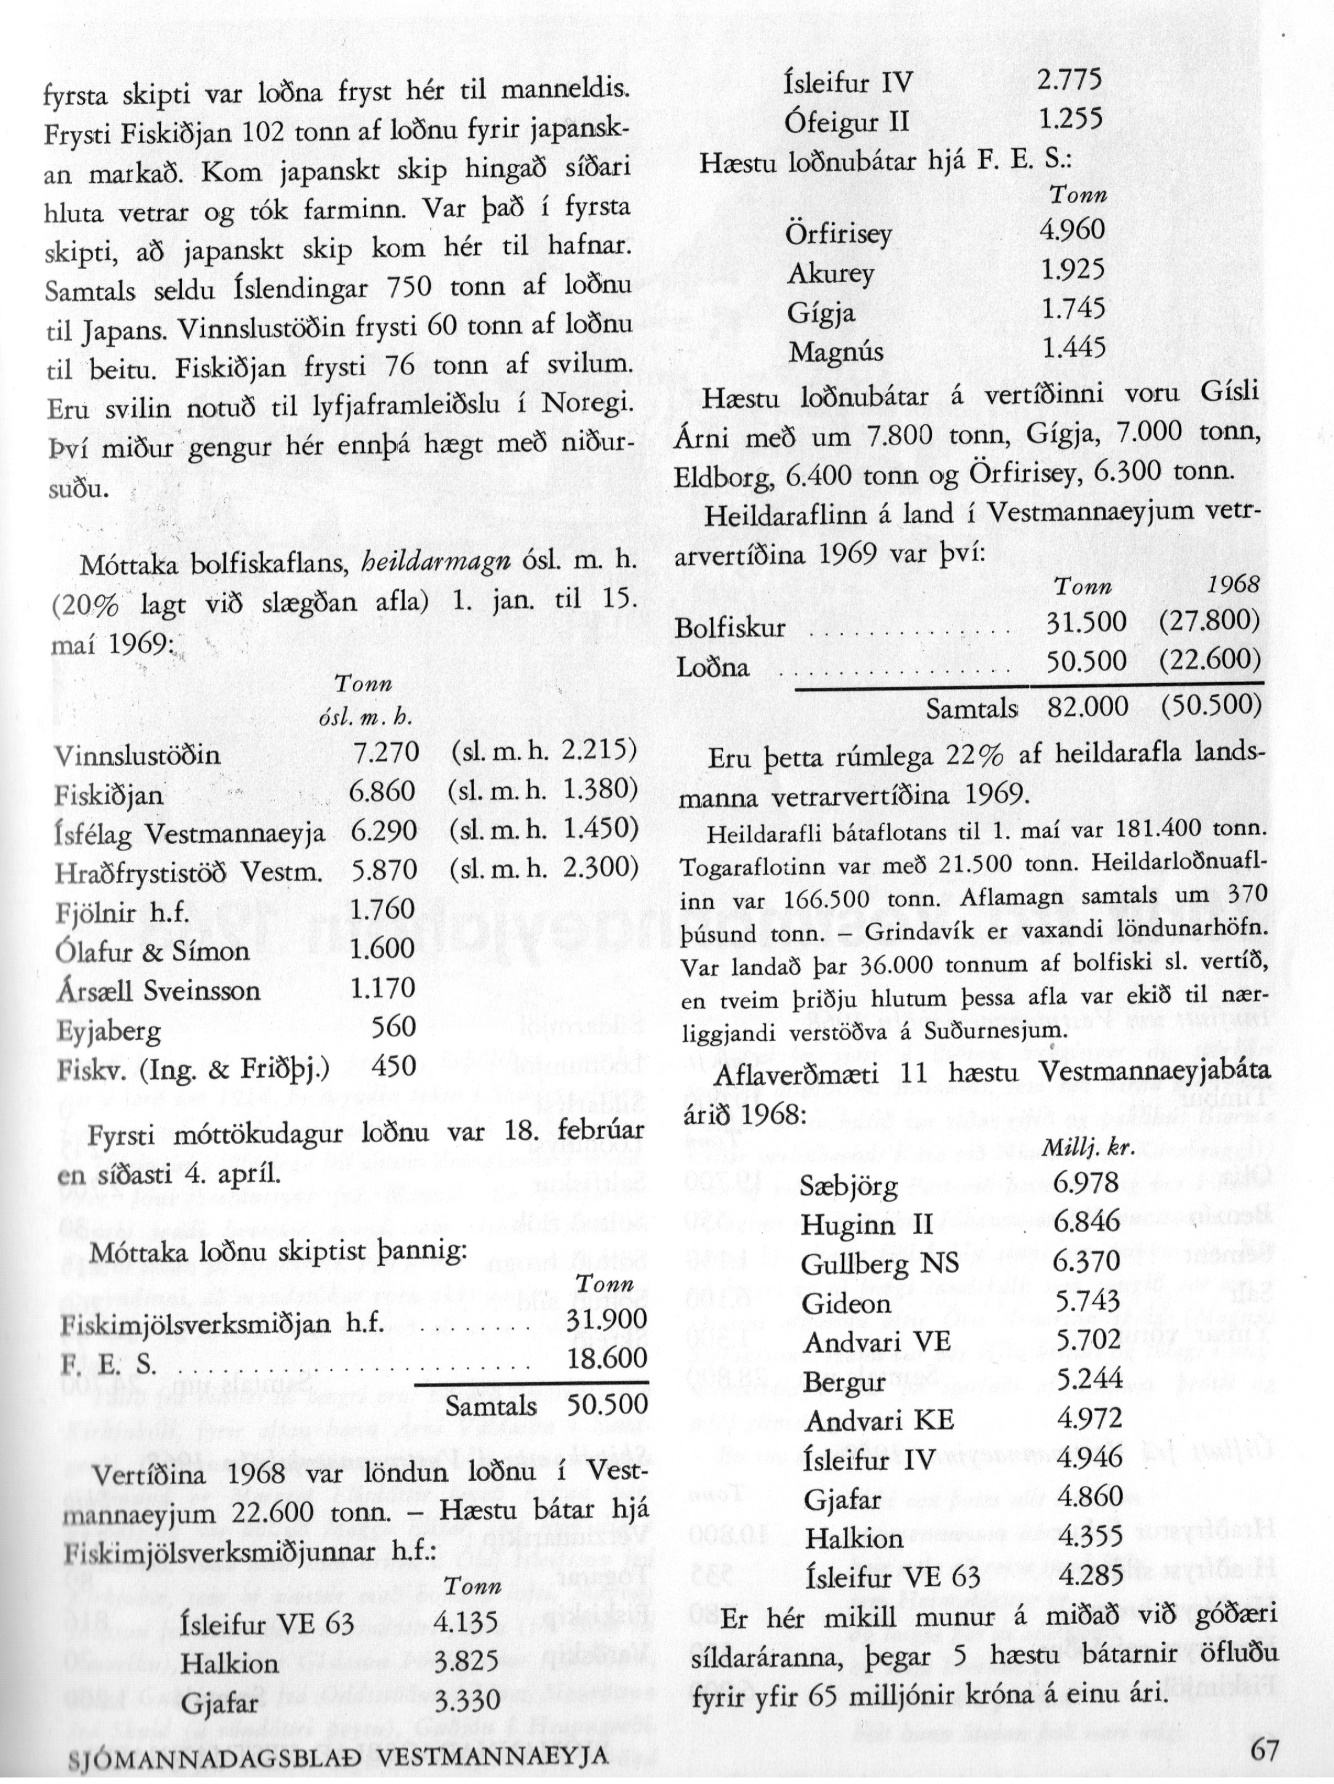 fyrsta skipti var loðna fryst hér til manneldis.
Frysti Fiskiðjan 102 tonn af loðnu fyrir japansk-
an markað. Kom japanskt skip hingað síðari
hluta vetrar og tók farminn. Var það í fyrsta
skipti, að japanskt skip kom hér til hafnar.
Samtals seldu Íslendingar 750 tonn af loðnu
til Japans. Vinnslustöðin frysti 60 tonn af loðnu
til beitu. Fiskiðjan frysti 76 tonn af svilum.
Eru svilin notuð til lyfjaframleiðslu í Noregi.
Því miður gengur hér ennþá hægt með niður-
suðu.
Móttaka bolfiskaflans, heildarmagn ósl. m. h.
(20% lagt við slægðan afla) 1. jan. til 15.
maí 1969:
Tonn
ósl. m. h.
Vinnslustöðin 7.270 (sl. m. h. 2.215)
Fiskiðjan 6.860 (sl. m. h. 1.380)
Ísfélag Vestmannaeyja 6.290 (sl. m. h. 1.450)
Hraðfrystistöð Vestm. 5.870 (sl. m. h. 2.300)
Fjölnir h.f. 1.760
Ólafur & Símon 1.600
Ársæll Sveinsson 1.170
Eyjaberg 560
Fiskv. (Ing. & Friðþj.) 450
Fyrsti móttökudagur loðnu var 18. febrúar
en síðasti 4. apríl.
Móttaka loðnu skiptist þannig:
Tonn
Fiskimjölsverksmiðjan h.f. ......... 31.900
F. E. S. ........................... 18.600
Samtals 50.500
Vertíðina 1968 var löndun loðnu í Vest-
mannaeyjum 22.600 tonn. – Hæstu bátar hjá
Fiskimjölsverksmiðjunnar h.f.:
Tonn
Ísleifur VE 63 4.135
Halkion 3.825
Gjafar 3.330
SJÓMANNADAGSBLAÐ VESTMANNAEYJA
Ísleifur IV 2.775
Ófeigur II 1.255
Hæstu loðnubátar hjá F. E. S.:
Tonn
Örfirisey 4.960
Akurey 1.925
Gígja 1.745
Magnús 1.445
Hæstu loðnubátar á vertíðinni voru Gísli
Árni með um 7.800 tonn, Gígja, 7.000 tonn,
Eldborg, 6.400 tonn og Örfirisey, 6.300 tonn.
Heildaraflinn á land í Vestmannaeyjum vetr-
arvertíðina 1969 var því:
Tonn 1968
Bolfiskur .............. 31.500 (27.800)
Loðna ................ 50.500 (22.600)
Samtals 82.000 (50.500)
Eru þetta rúmlega 22% af heildarafla lands-
manna vetrarvertíðina 1969.
Heildarafli bátaflotans til 1. maí var 181.400 tonn.
Togaraflotinn var með 21.500 tonn. Heildarloðnuafl-
inn var 166.500 tonn. Aflamagn samtals um 370
þúsund tonn. – Grindavík er vaxandi löndunarhöfn.
Var landað þar 36.000 tonnum af bolfiski sl. vertíð,
en tveim þriðju hlutum þessa afla var ekið til nær-
liggjandi verstöðva á Suðurnesjum.
Aflaverðmæti 11 hæstu Vestmannaeyjabáta
árið 1968:
Millj. kr.
Sæbjörg 6.978
Huginn II 6.846
Gullberg NS 6.370
Gideon 5.743
Andvari VE 5.702
Bergur 5.244
Andvari KE 4.972
Ísleifur IV 4.946
Gjafar 4.860
Halkion 4.355
Ísleifur VE 63 4.285
Er hér mikill munur á miðað við góðæri
síldaráranna, þegar 5 hæstu bátarnir öfluðu
fyrir yfir 65 milljónir króna á einu ári.
67